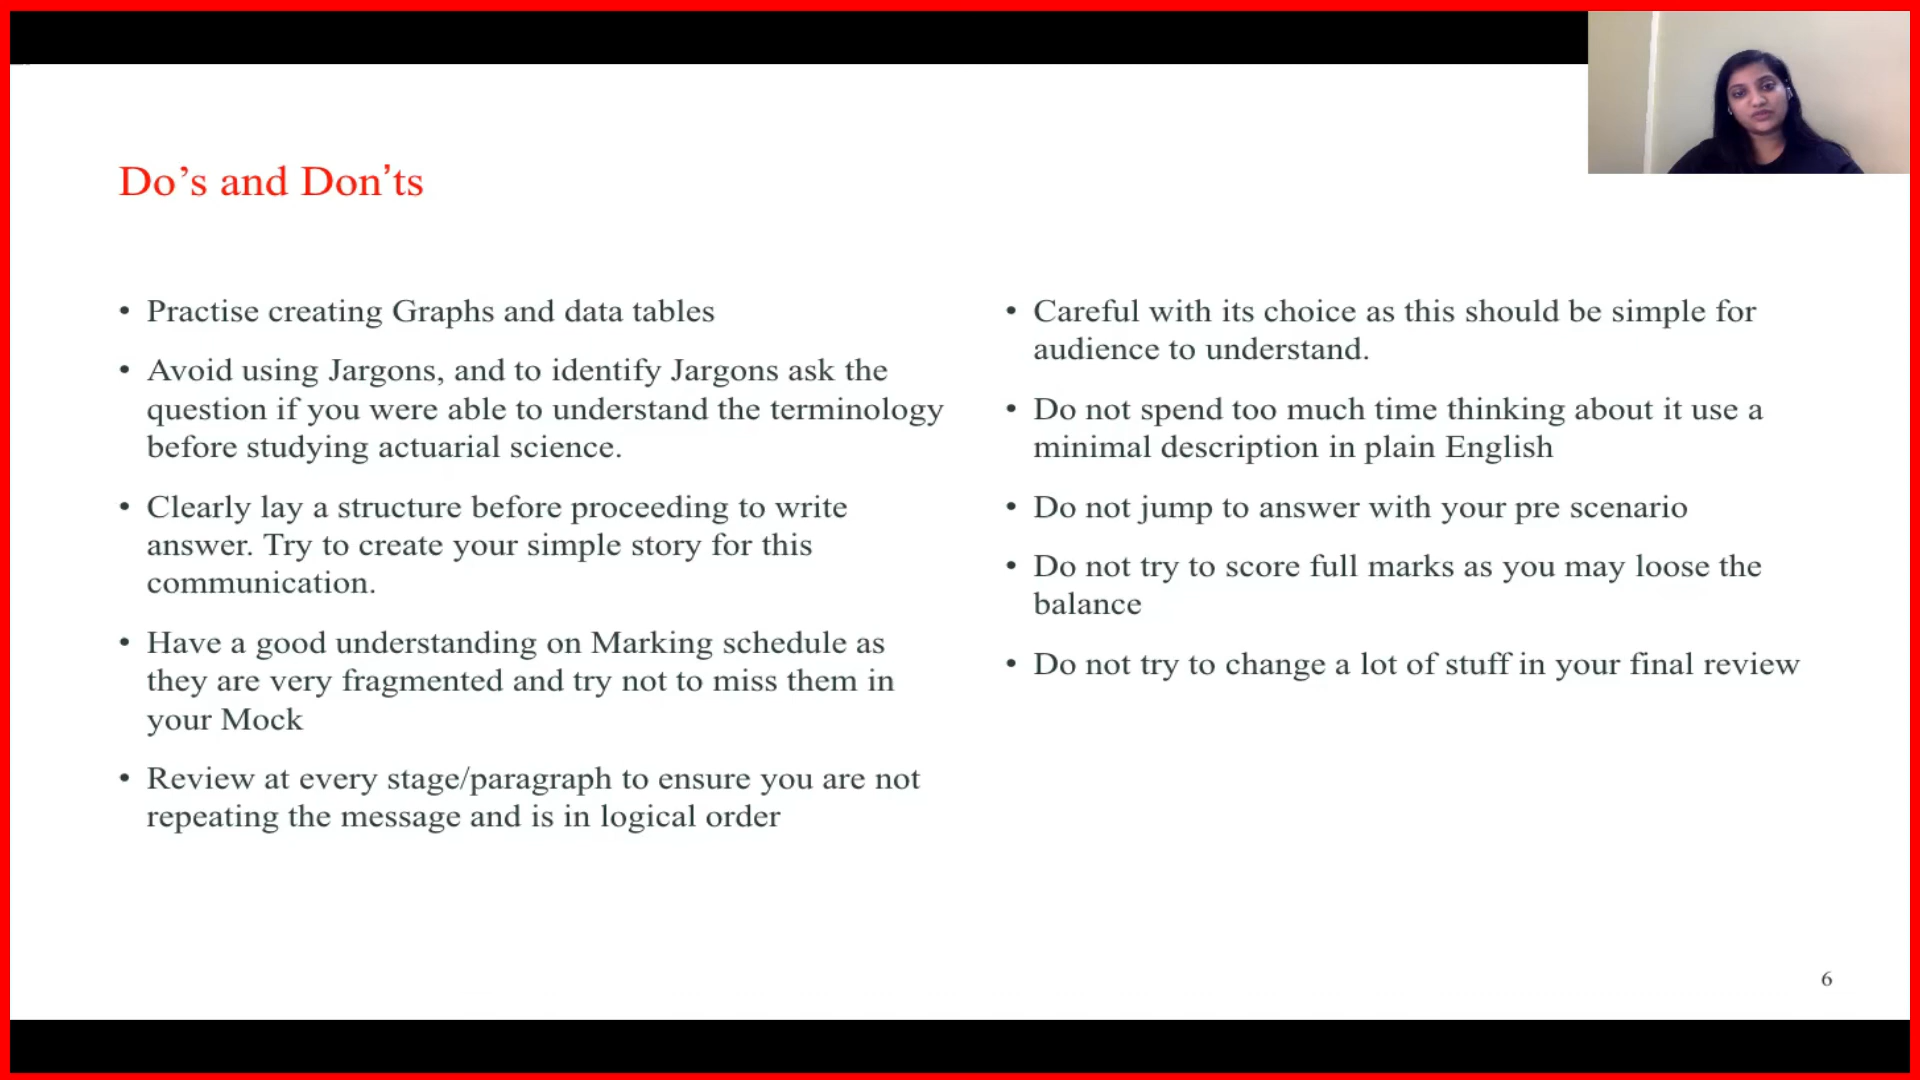 Do’s and Don’ts
• Practise creating Graphs and data tables
• Avoid using Jargons, and to identify Jargons ask the
question if you were able to understand the terminology
before studying actuarial science.
• Clearly lay a structure before proceeding to write
answer. Try to create your simple story for this
communication.
• Have a good understanding on Marking schedule as
they are very fragmented and try not to miss them in
your Mock
• Review at every stage/paragraph to ensure you are not
repeating the message and is in logical order
• Careful with its choice as this should be simple for
audience to understand.
• Do not spend too much time thinking about it use a
minimal description in plain English
• Do not jump to answer with your pre scenario
• Do not try to score full marks as you may loose the
balance
• Do not try to change a lot of stuff in your final review
6